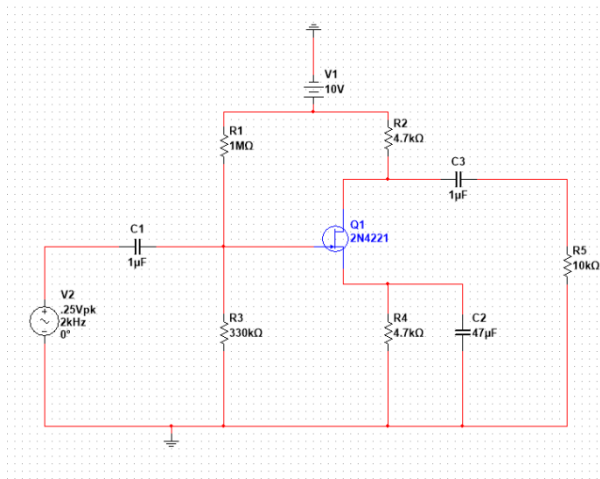 V1
10V
R1
1MΩ
R2
4.7kΩ
C3
1µF
Q1
2N4221
C1
1µF
R5
10kΩ
V2
.25Vpk
2kHz
0°
R3
330kΩ
R4
4.7kΩ
C2
47µF